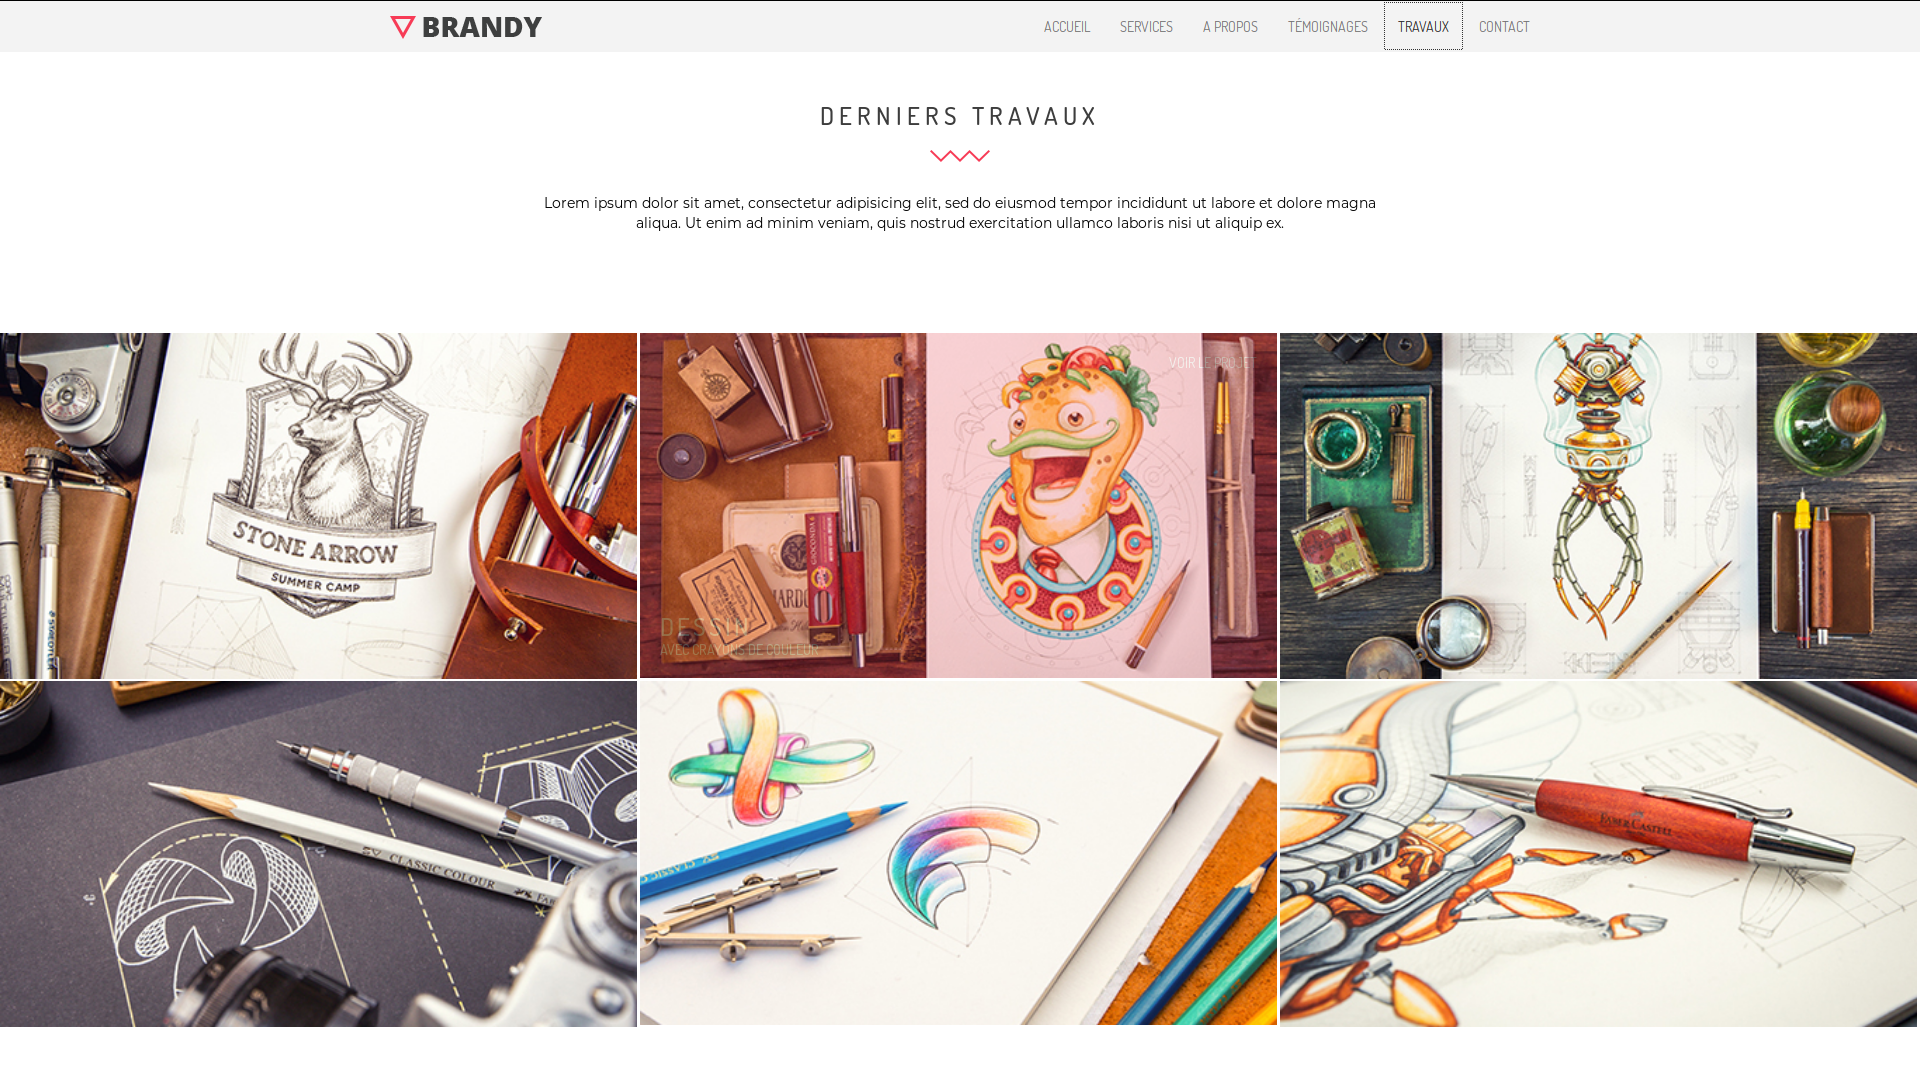 BRANDY
ACCUEIL
SERVICES
A PROPOS
TÉMOIGNAGES
TRAVAUX
CONTACT
DERNIERS TRAVAUX
Lorem ipsum dolor sit amet, consectetur adipisicing elit, sed do eiusmod tempor incididunt ut labore et dolore magna
aliqua. Ut enim ad minim veniam, quis nostrud exercitation ullamco laboris nisi ut aliquip ex.
STONE ARROW
SUMMER CAMP
VOIR LE PROJET
DESSIN
AVEC CRAYONS DE COULEUR
CLASSIC COLOUR
FABER-CASTELL